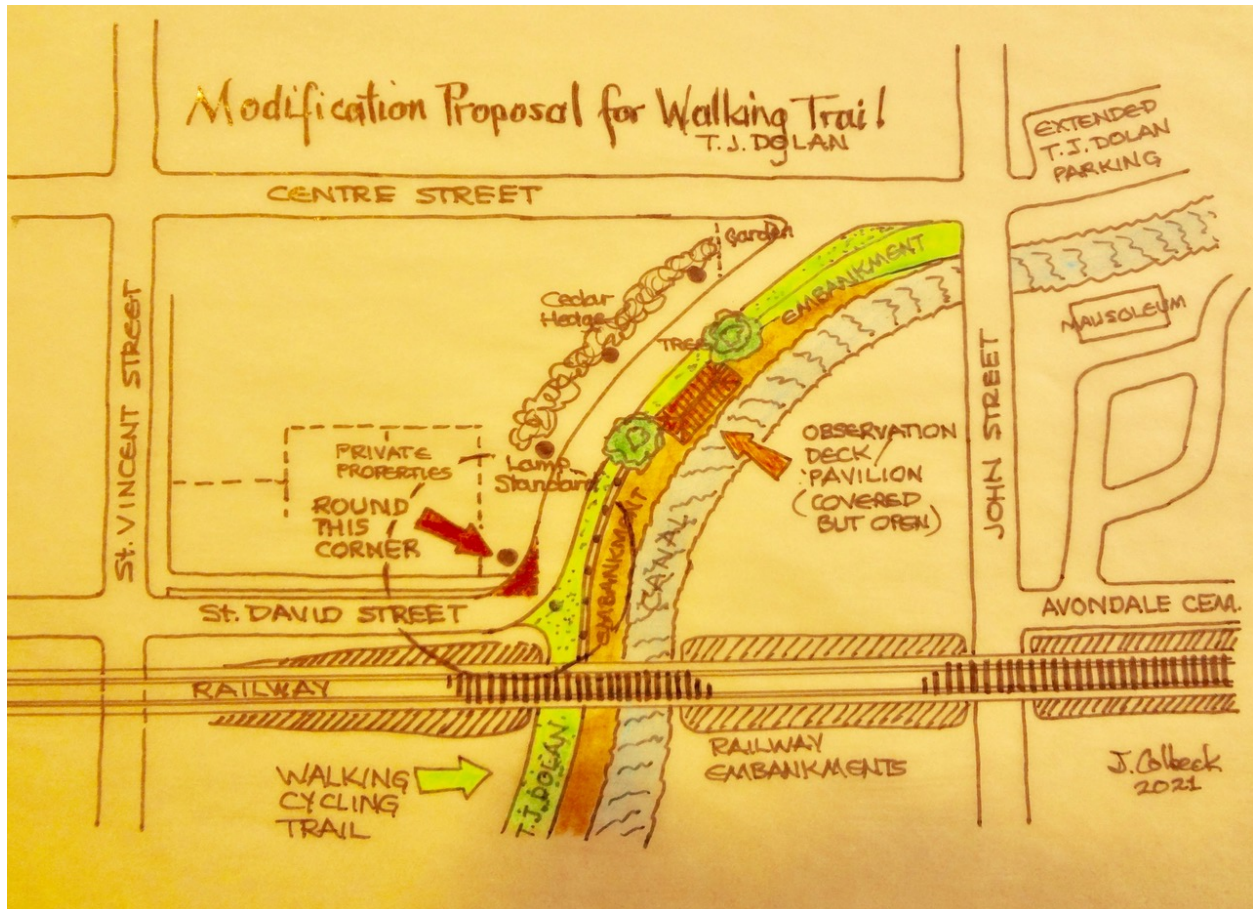 Modification Proposal for Walking Trail
T.J. DOLAN
EXTENDED
T.J. DOLAN
PARKING
CENTRE STREET
Garden
EMBANKMENT
Cedar
Hedge
TREE
MAUSOLEUM
St. VINCENT STREET
JOHN STREET
PRIVATE
PROPERTIES
Lamp
Standard
OBSERVATION
DECK/
PAVILION
(COVERED
BUT OPEN)
ROUND
THIS
CORNER
EMBANKMENT
CANAL
St. DAVID STREET
AVONDALE CEM.
RAILWAY
RAILWAY
EMBANKMENTS
WALKING
CYCLING
TRAIL
T.J. DOLAN
J. Colbeck
2021